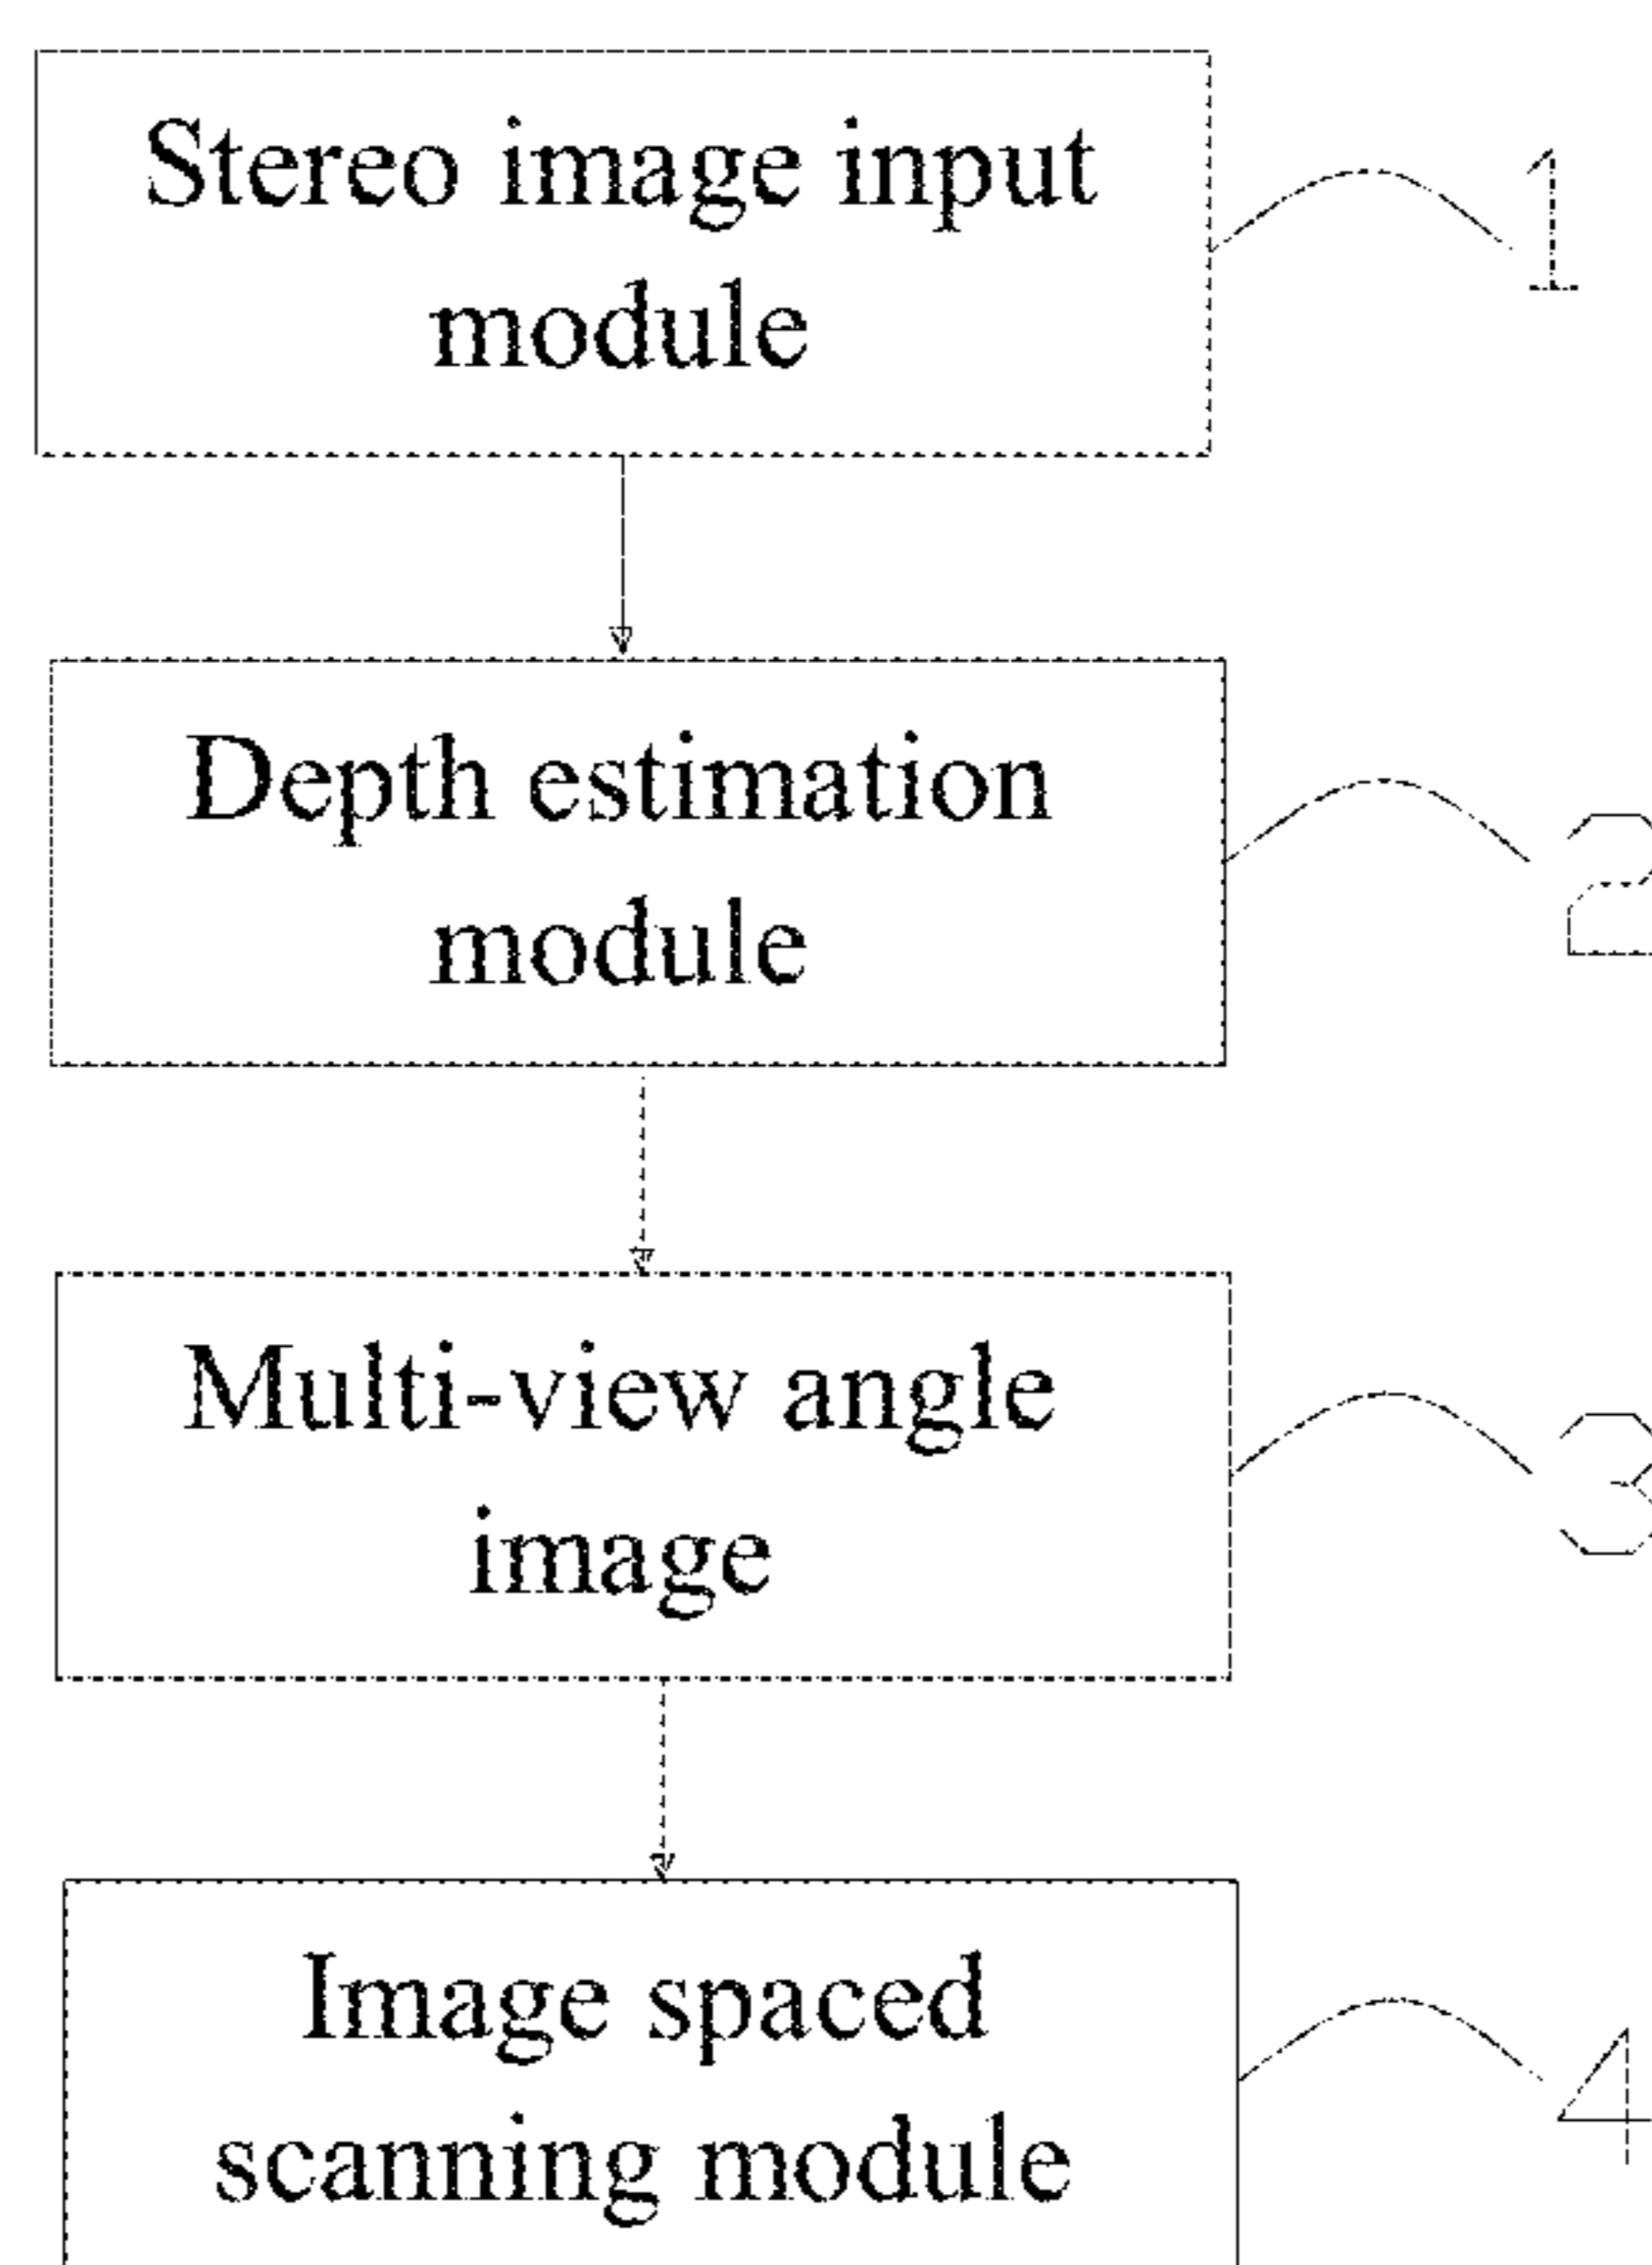 Stereo image input
module
1
Depth estimation
module
2
Multi-view angle
image
3
Image spaced
scanning module
4